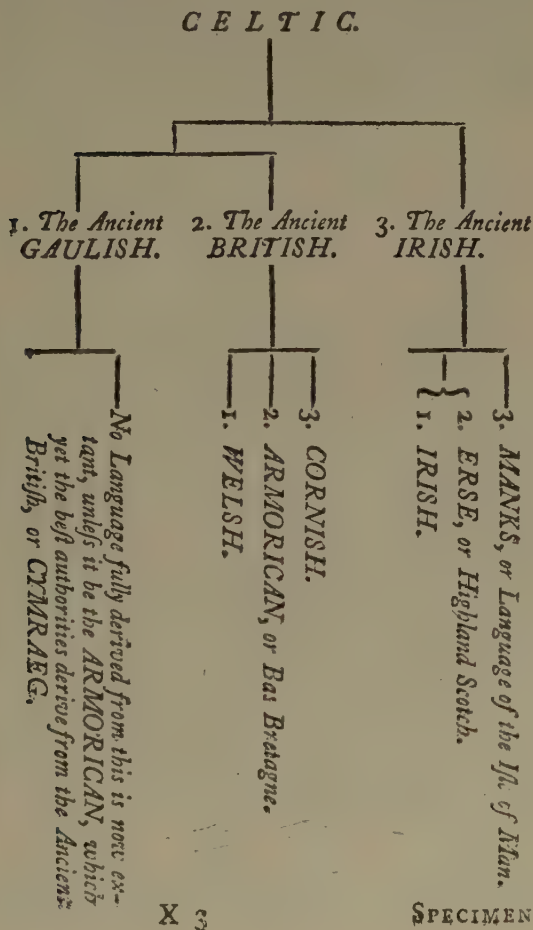 CELTIC.
1. The Ancient
GAULISH.
2. The Ancient
BRITISH.
3. The Ancient
IRISH.
No Language fully derived from this is now ex-
tant, unleſs it be the ARMORICAN, which
yet the beſt authorities derive from the Ancient
Britiſh, or CYMRAEG.
1. WELSH.
2. ARMORICAN, or Bas Bretagne.
3. CORNISH.
1. IRISH.
2. ERSE, or Highland Scotch.
3. MANKS, or Language of the Iſle of Man.
X 3
SPECIMEN